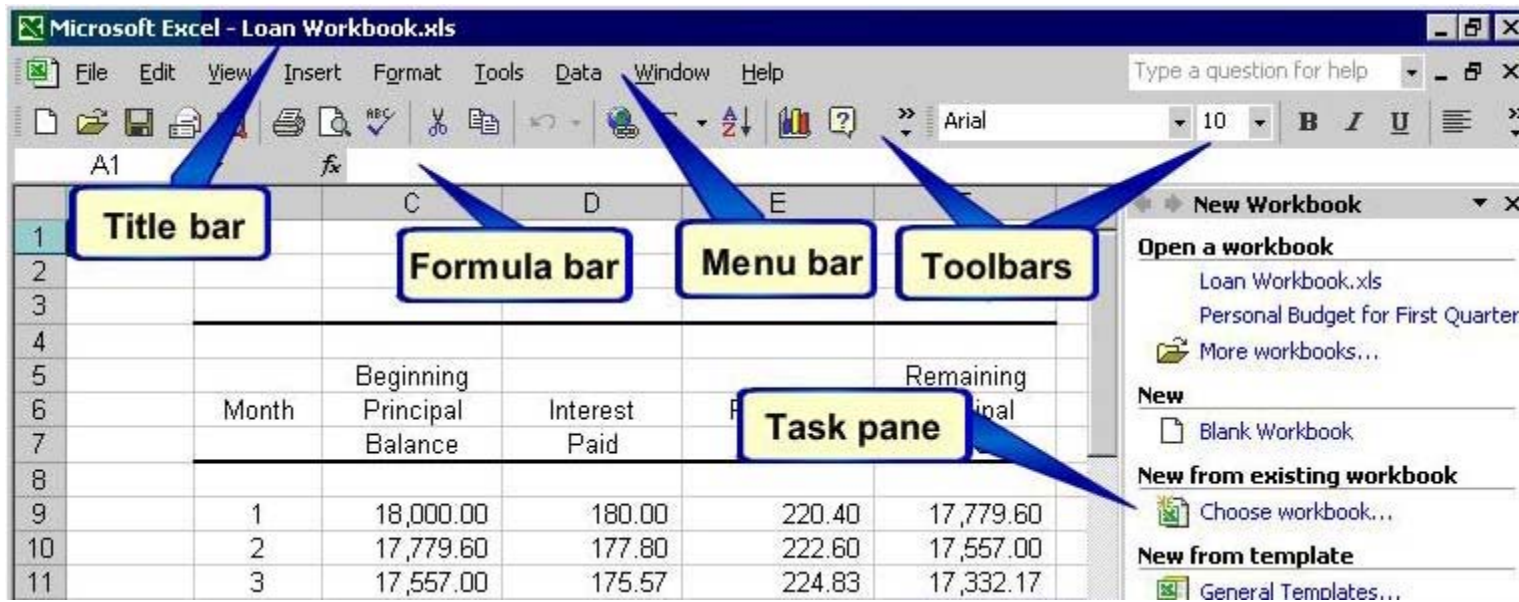 Microsoft Excel - Loan Workbook.xls
File Edit View Insert Format Tools Data Window Help Type a question for help
ABC Arial 10 B I U
A1 fx
C D E
Title bar
Formula bar
Menu bar
Toolbars
Task pane
1
2
3
4
5 Beginning Remaining
6 Month Principal Interest
7 Balance Paid
8
9 1 18,000.00 180.00 220.40 17,779.60
10 2 17,779.60 177.80 222.60 17,557.00
11 3 17,557.00 175.57 224.83 17,332.17
New Workbook
Open a workbook
Loan Workbook.xls
Personal Budget for First Quarter
More workbooks...
New
Blank Workbook
New from existing workbook
Choose workbook...
New from template
General Templates...